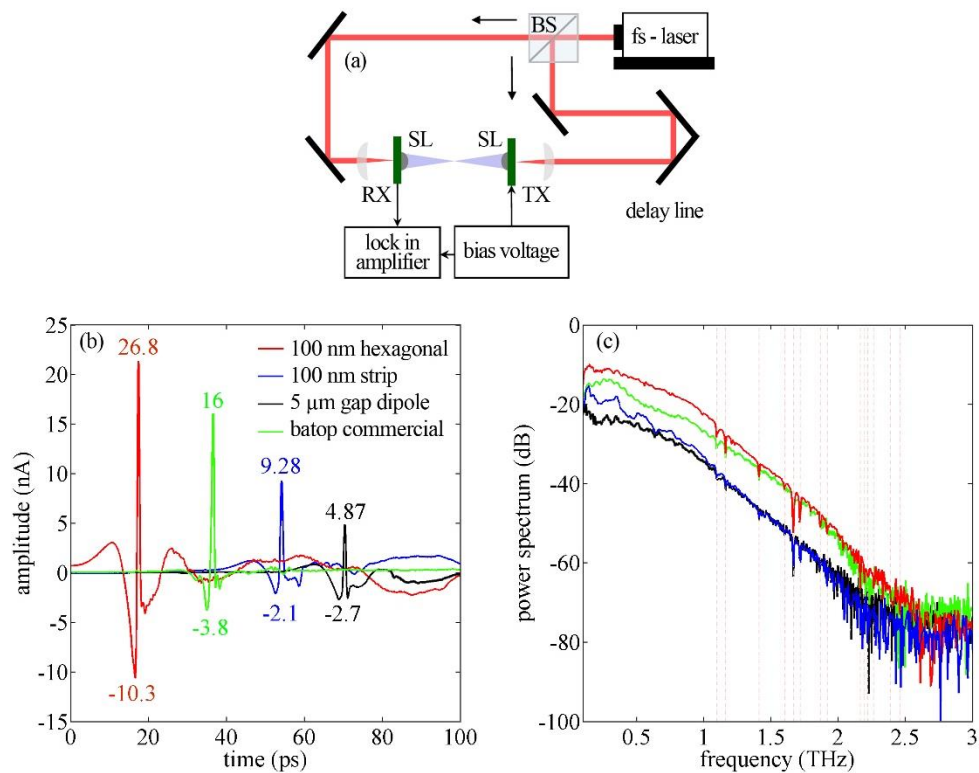 (a)
BS
fs - laser
SL
SL
RX
TX
delay line
lock in
amplifier
bias voltage
(b)
25
20
15
10
5
0
-5
-10
-15
amplitude (nA)
0
20
40
60
80
100
time (ps)
26.8
-10.3
16
-3.8
9.28
-2.1
4.87
-2.7
100 nm hexagonal
100 nm strip
5 μm gap dipole
batop commercial
(c)
0
-20
-40
-60
-80
-100
power spectrum (dB)
0.5
1
1.5
2
2.5
3
frequency (THz)